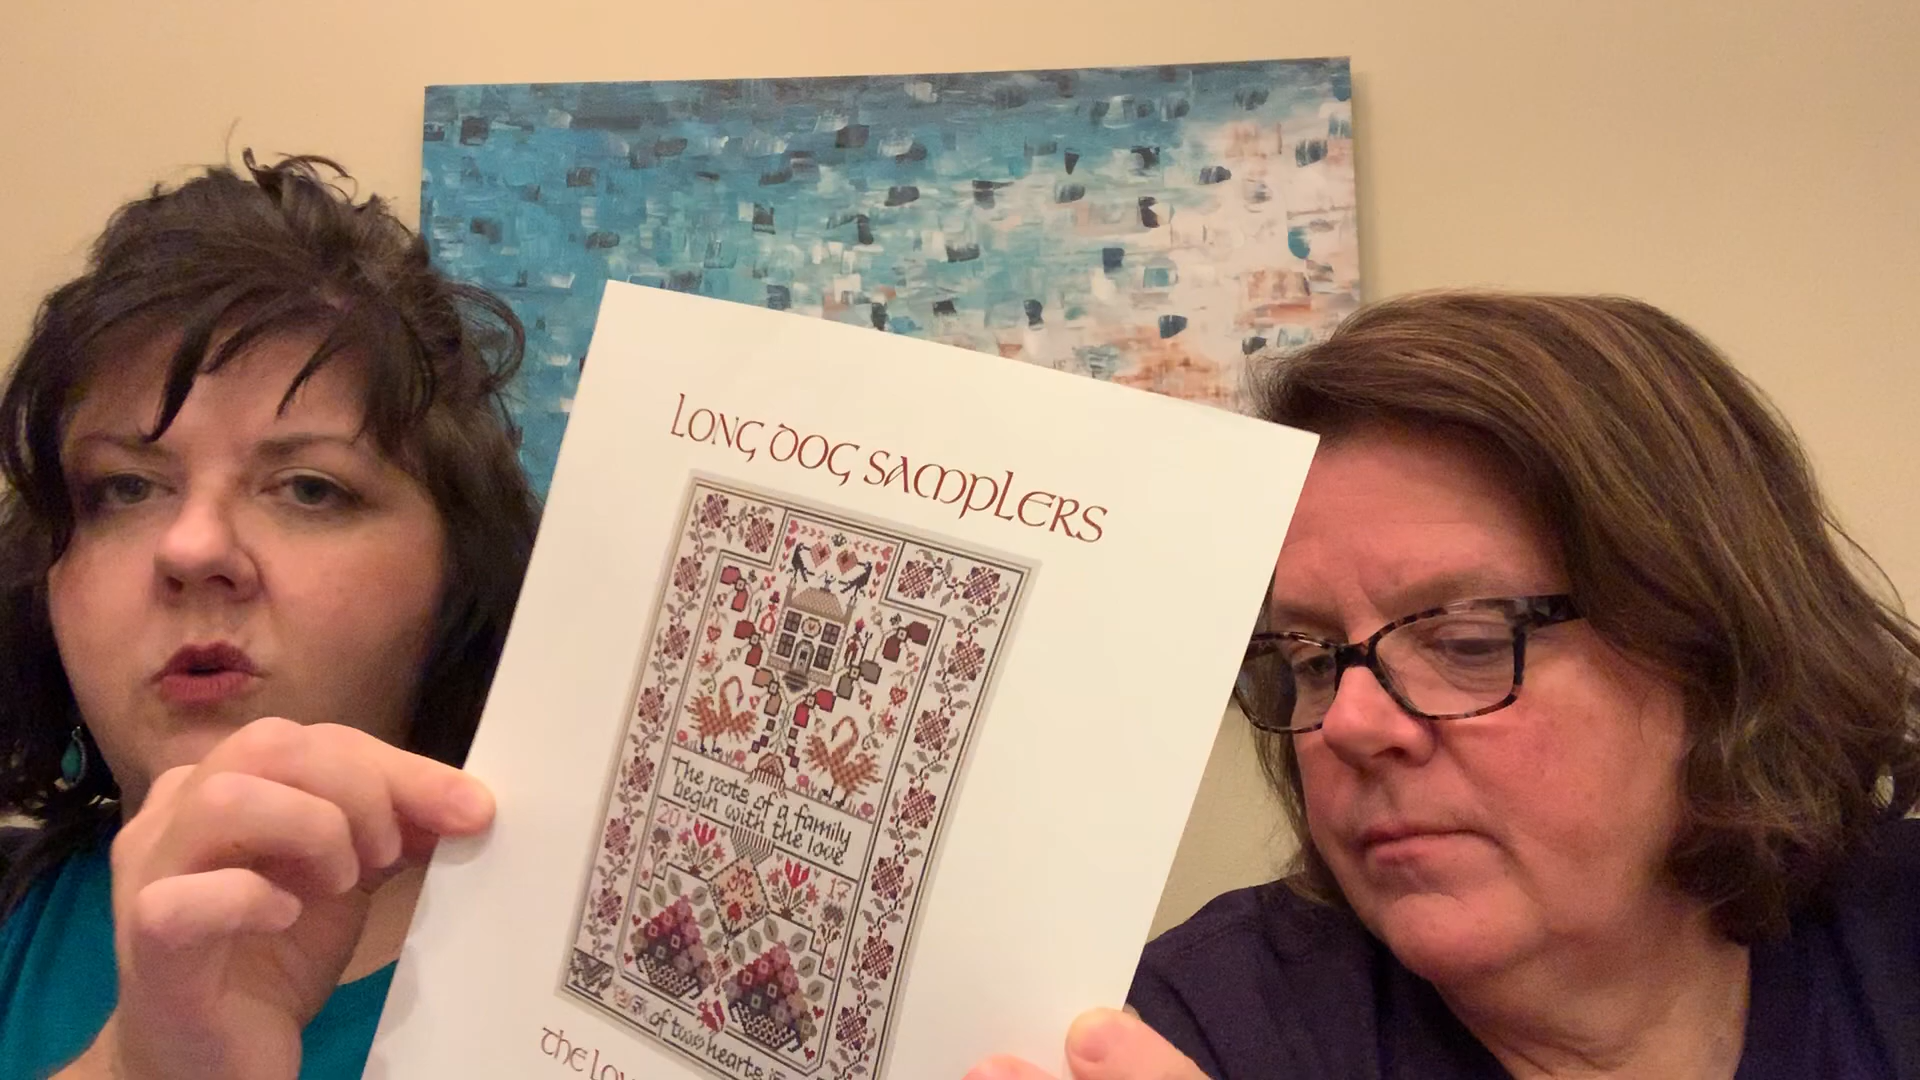 LONG DOG SAMPLERS
The roots of a family
begin with the love
20
17
of two hearts
The Lov